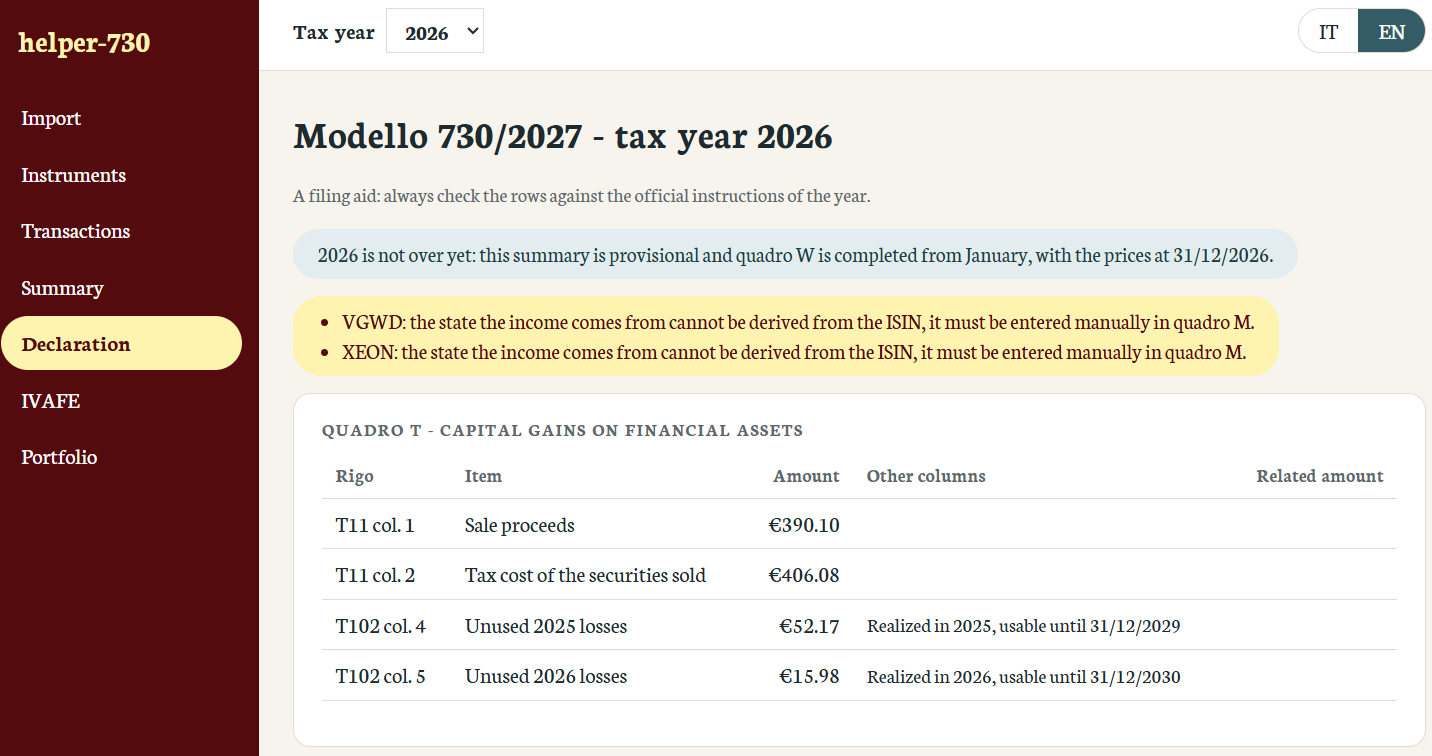 helper-730
Import
Instruments
Transactions
Summary
Declaration
IVAFE
Portfolio
Tax year 2026
IT EN
Modello 730/2027 - tax year 2026
A filing aid: always check the rows against the official instructions of the year.
2026 is not over yet: this summary is provisional and quadro W is completed from January, with the prices at 31/12/2026.
• VGWD: the state the income comes from cannot be derived from the ISIN, it must be entered manually in quadro M.
• XEON: the state the income comes from cannot be derived from the ISIN, it must be entered manually in quadro M.
QUADRO T - CAPITAL GAINS ON FINANCIAL ASSETS
Rigo Item Amount Other columns Related amount
T11 col. 1 Sale proceeds €390.10
T11 col. 2 Tax cost of the securities sold €406.08
T102 col. 4 Unused 2025 losses €52.17 Realized in 2025, usable until 31/12/2029
T102 col. 5 Unused 2026 losses €15.98 Realized in 2026, usable until 31/12/2030